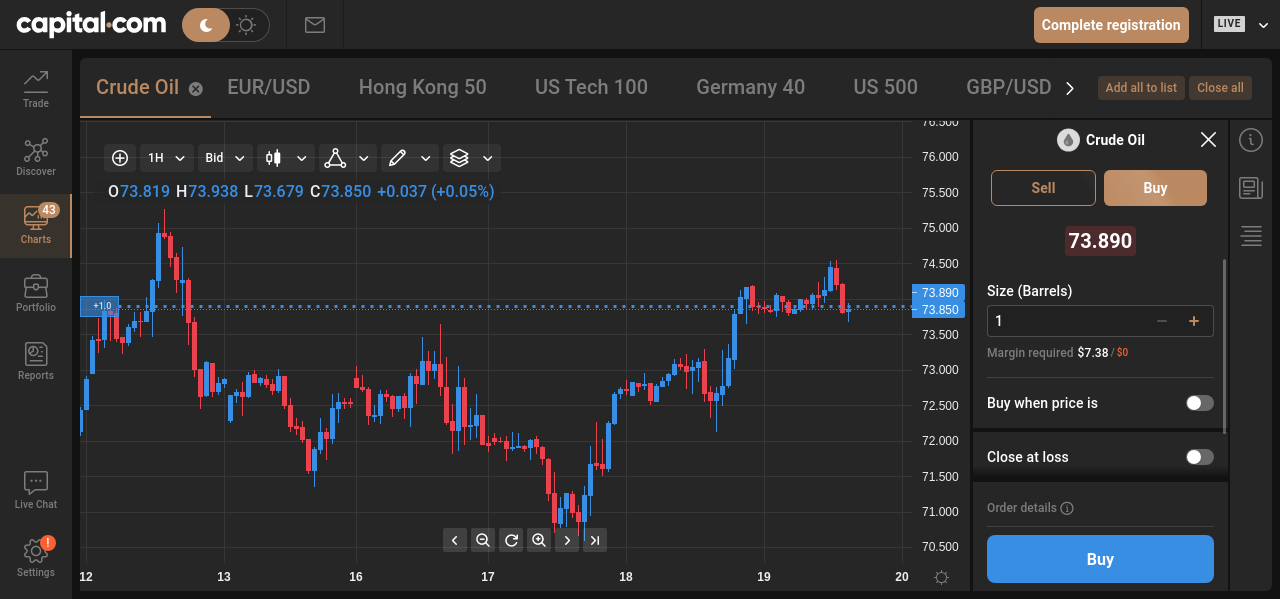 capital.com
Complete registration
LIVE
Trade
Discover
43
Charts
Portfolio
Reports
Live Chat
!
Settings
Crude Oil
EUR/USD
Hong Kong 50
US Tech 100
Germany 40
US 500
GBP/USD
Add all to list
Close all
1H
Bid
O73.819 H73.938 L73.679 C73.850 +0.037 (+0.05%)
+1.0
76.500
76.000
75.500
75.000
74.500
73.890
73.850
73.500
73.000
72.500
72.000
71.500
71.000
70.500
12
13
16
17
18
19
20
Crude Oil
Sell
Buy
73.890
Size (Barrels)
1
Margin required $7.38 / $0
Buy when price is
Close at loss
Order details
Buy